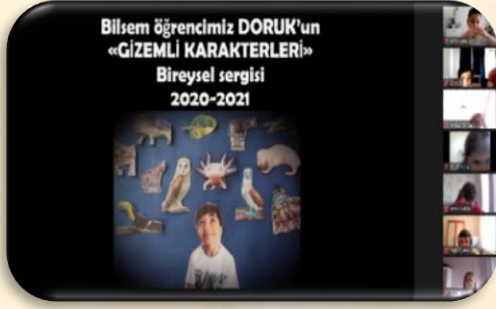 Bilsem öğrencimiz DORUK'un
«GİZEMLİ KARAKTERLERİ»
Bireysel sergisi
2020-2021